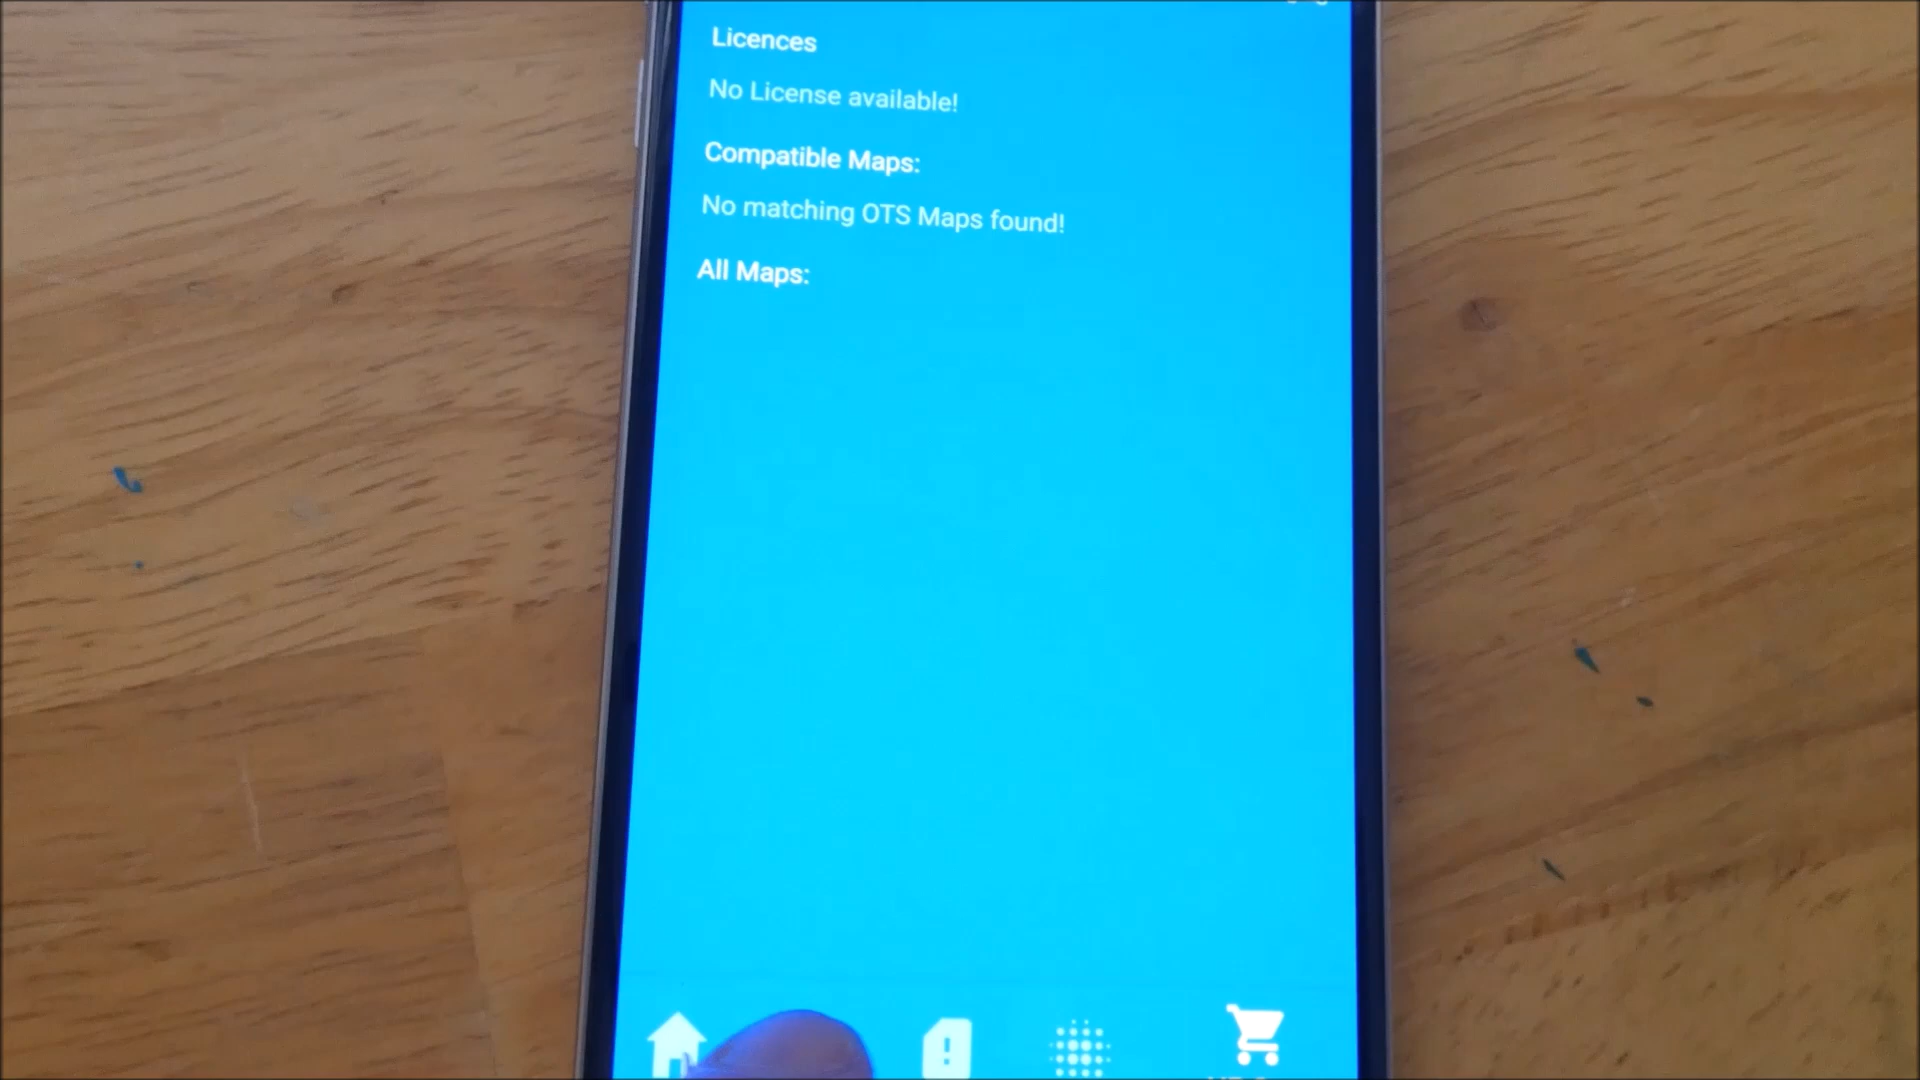 Licences
No License available!
Compatible Maps:
No matching OTS Maps found!
All Maps: